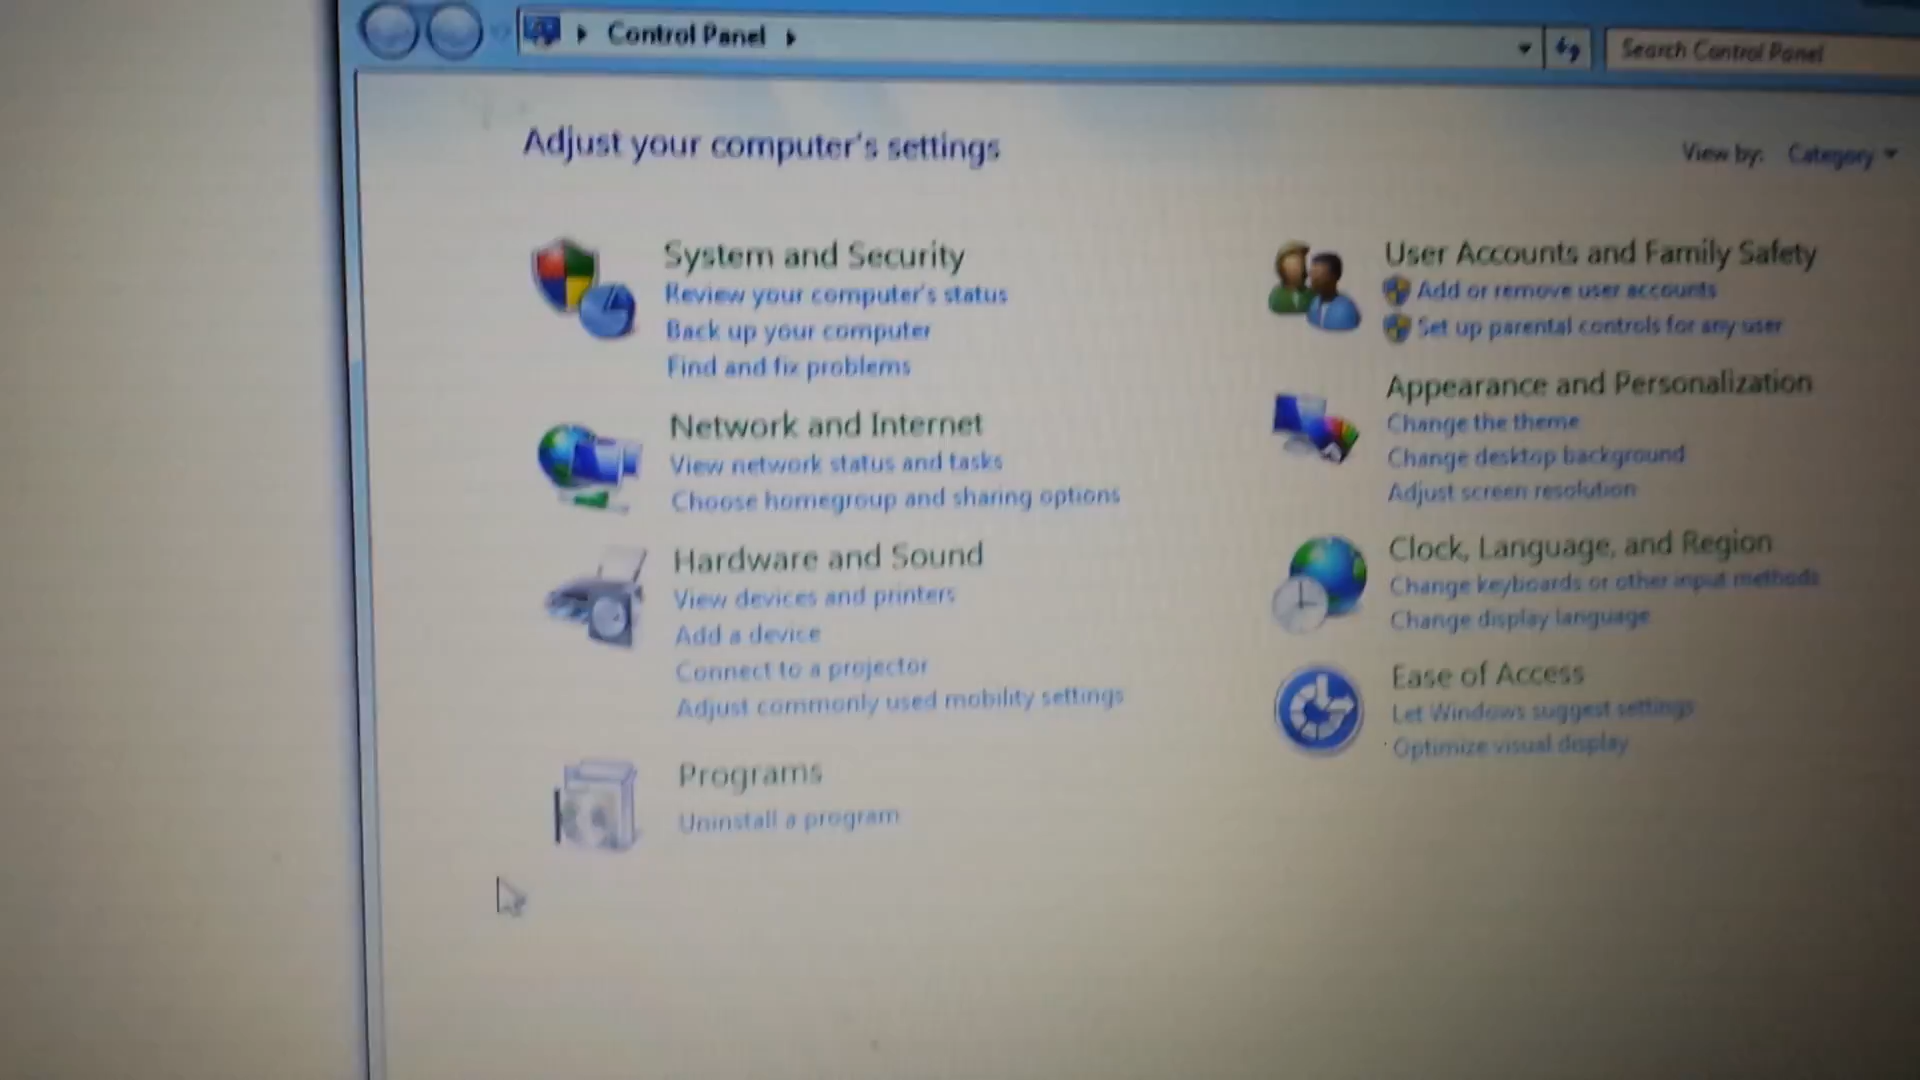 Control Panel
Search Control Panel
Adjust your computer's settings
View by: Category
System and Security
Review your computer's status
Back up your computer
Find and fix problems
Network and Internet
View network status and tasks
Choose homegroup and sharing options
Hardware and Sound
View devices and printers
Add a device
Connect to a projector
Adjust commonly used mobility settings
Programs
Uninstall a program
User Accounts and Family Safety
Add or remove user accounts
Set up parental controls for any user
Appearance and Personalization
Change the theme
Change desktop background
Adjust screen resolution
Clock, Language, and Region
Change keyboards or other input methods
Change display language
Ease of Access
Let Windows suggest settings
Optimize visual display